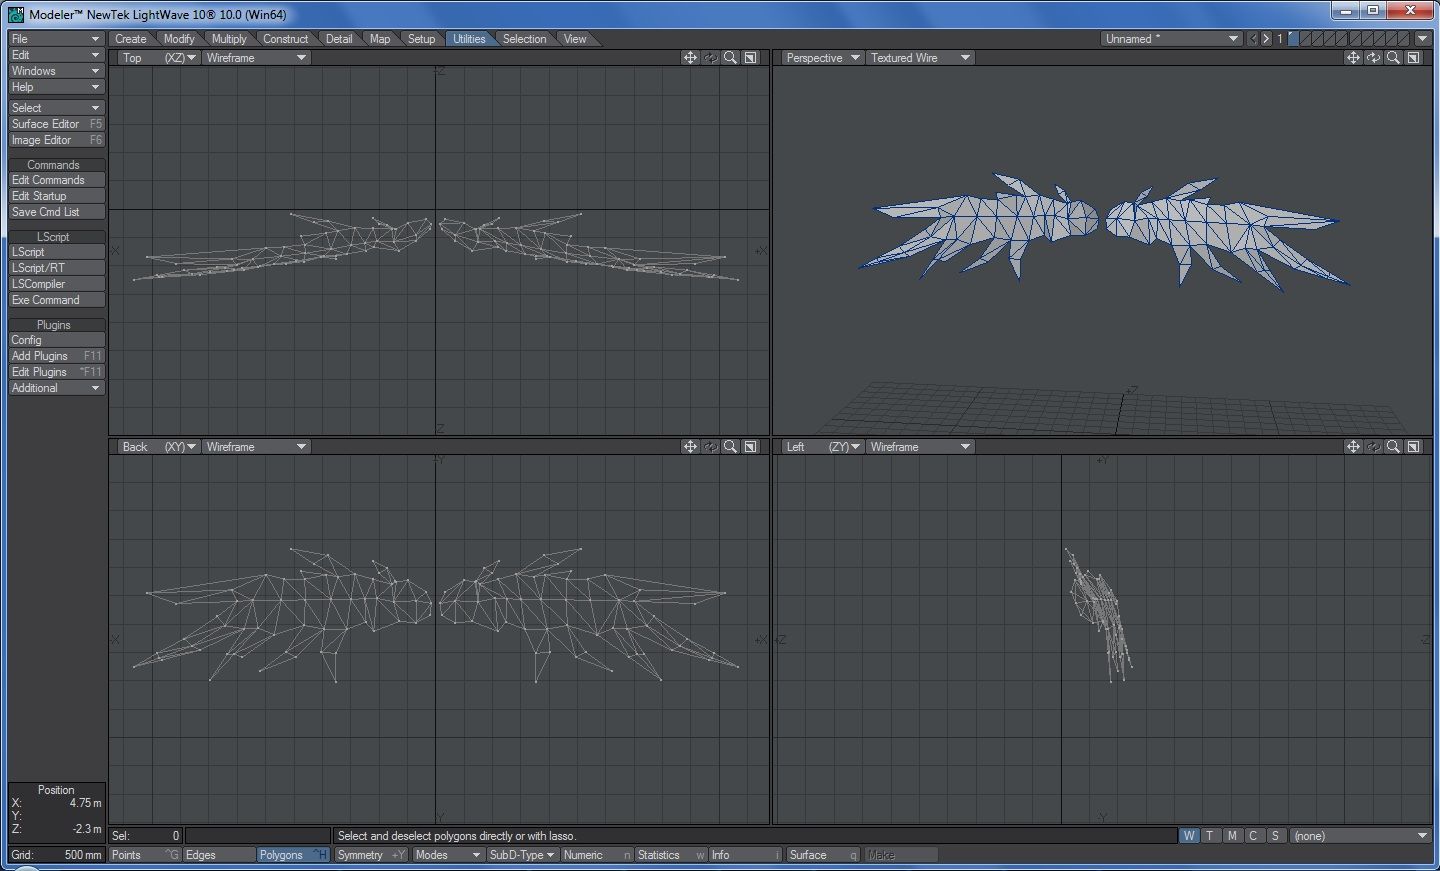 Modeler™ NewTek LightWave 10® 10.0 (Win64)
File
Edit
Windows
Help
Select
Surface Editor F5
Image Editor F6
Commands
Edit Commands
Edit Startup
Save Cmd List
LScript
LScript
LScript/RT
LSCompiler
Exe Command
Plugins
Config
Add Plugins F11
Edit Plugins ^F11
Additional
Create Modify Multiply Construct Detail Map Setup Utilities Selection View
Unnamed * < > 1
Top (XZ) Wireframe
+Z
-X
+X
Z
Perspective Textured Wire
+Z
Back (XY) Wireframe
+Y
-X
+X
Y
Left (ZY) Wireframe
+Y
+Z
-Z
-Y
Position
X: 4.75 m
Y:
Z: -2.3 m
Grid: 500 mm
Sel: 0
Select and deselect polygons directly or with lasso.
W T M C S (none)
Points ^G Edges Polygons ^H Symmetry +Y Modes SubD-Type Numeric n Statistics w Info i Surface q Make